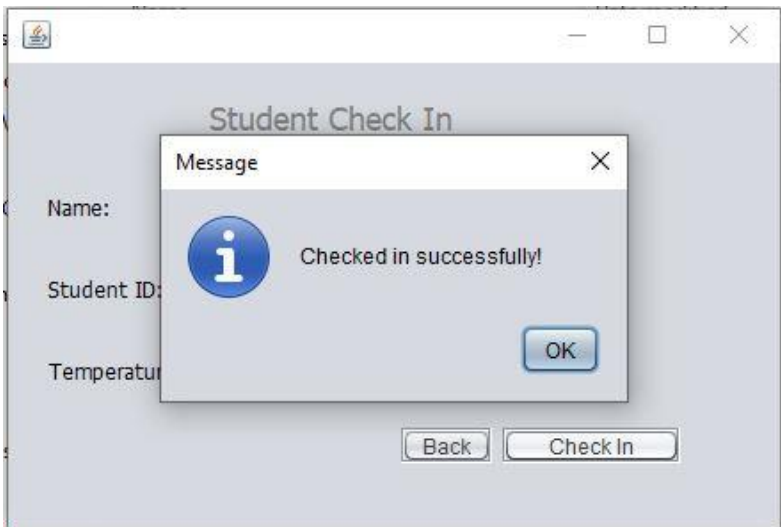 Student Check In
Message
Name:
Checked in successfully!
Student ID:
OK
Back
Check In